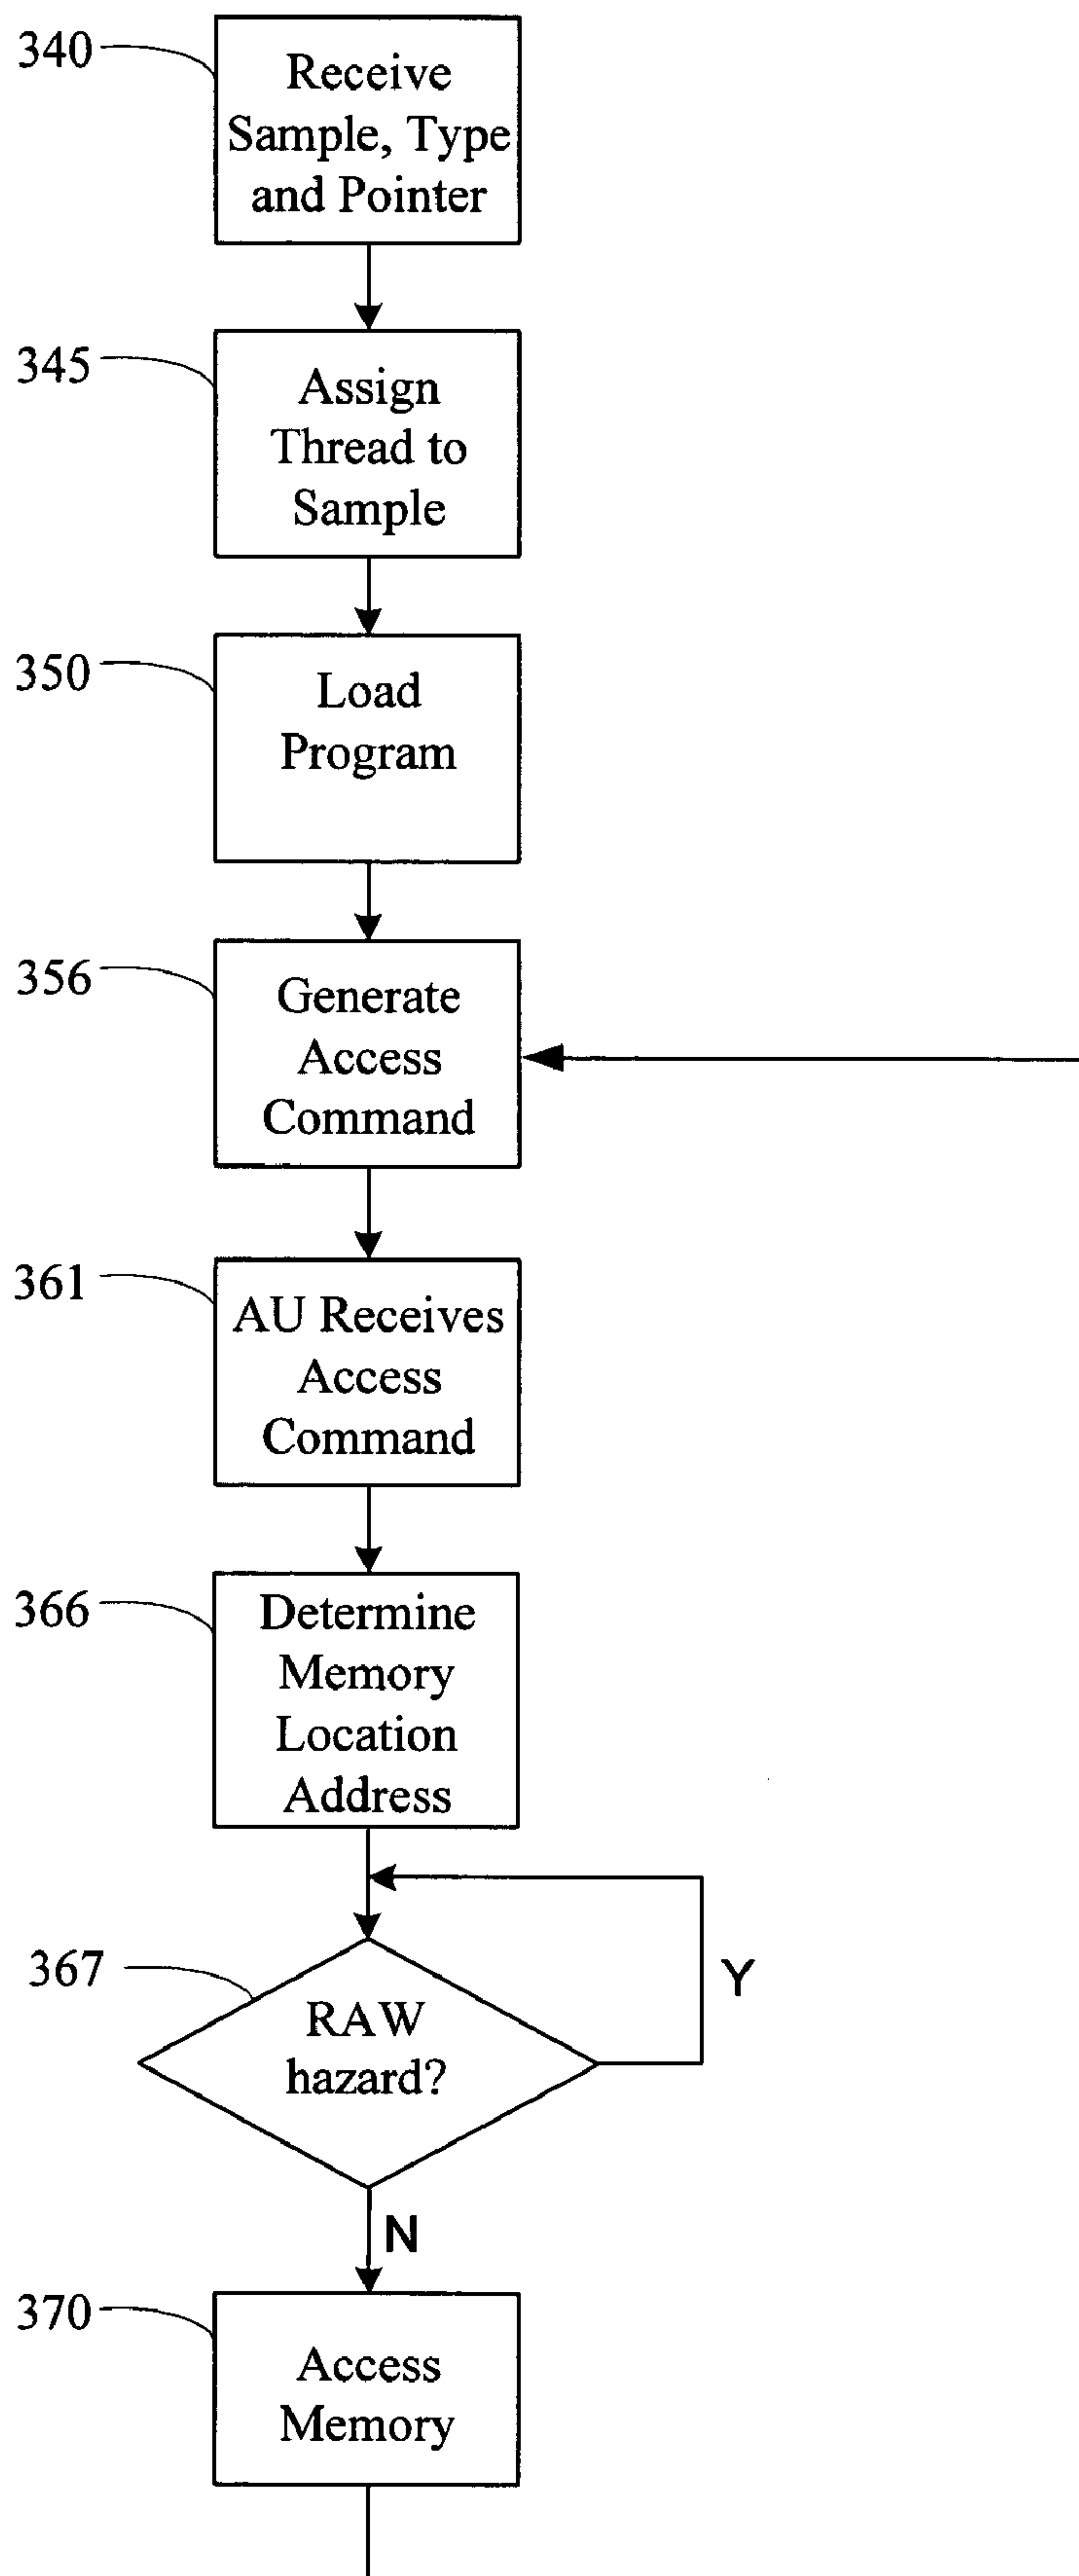 340
Receive
Sample, Type
and Pointer
345
Assign
Thread to
Sample
350
Load
Program
356
Generate
Access
Command
361
AU Receives
Access
Command
366
Determine
Memory
Location
Address
367
RAW
hazard?
Y
N
370
Access
Memory